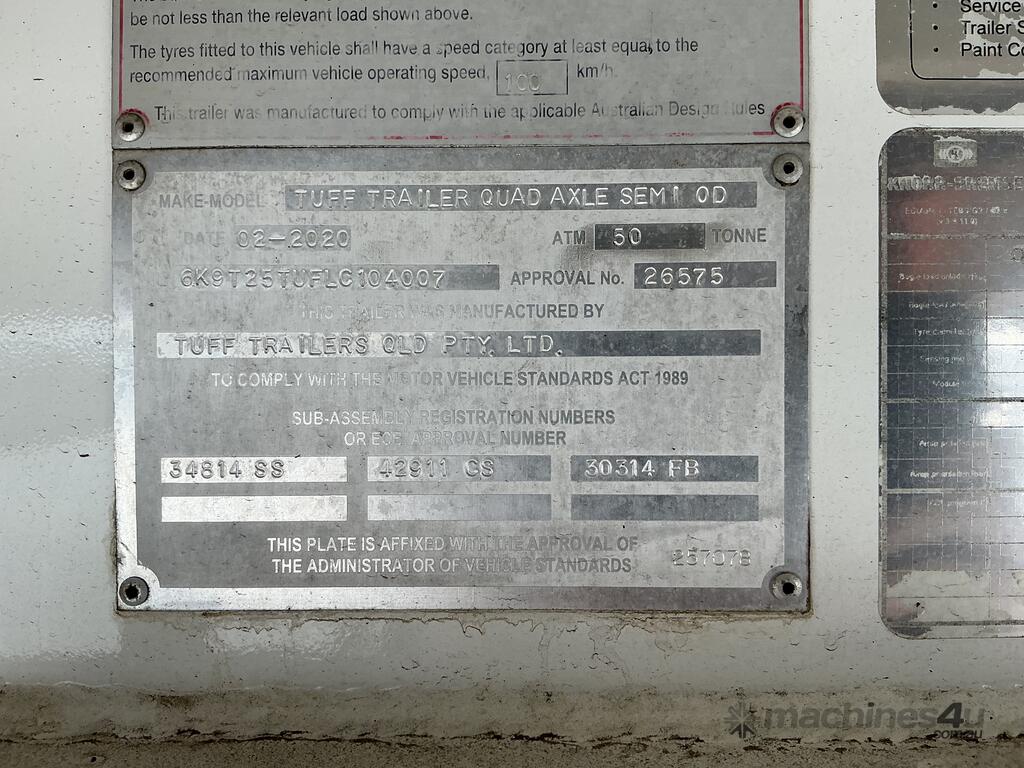 be not less than the relevant load shown above.
The tyres fitted to this vehicle shall have a speed category at least equal to the
recommended maximum vehicle operating speed, 100 km/h.
This trailer was manufactured to comply with the applicable Australian Design Rules
MAKE-MODEL TUFF TRAILER QUAD AXLE SEMI OD
DATE 02-2020 ATM 50 TONNE
6K9T25TUFLC104007 APPROVAL No. 26575
THIS TRAILER WAS MANUFACTURED BY
TUFF TRAILERS QLD PTY. LTD.
TO COMPLY WITH THE MOTOR VEHICLE STANDARDS ACT 1989
SUB-ASSEMBLY REGISTRATION NUMBERS
OR ECE APPROVAL NUMBER
34814 SS 42911 CS 30314 FB
THIS PLATE IS AFFIXED WITH THE APPROVAL OF
THE ADMINISTRATOR OF VEHICLE STANDARDS 257078
• Service
• Trailer S
• Paint Co
machines4u
.com.au